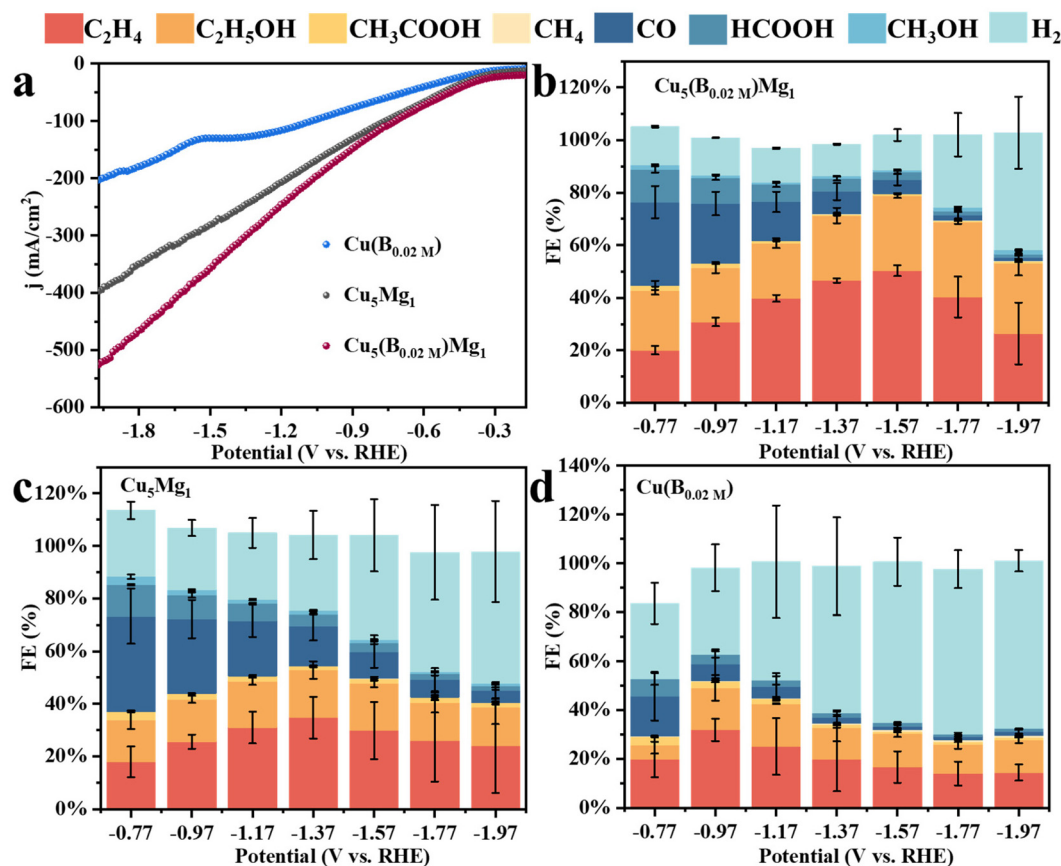 C₂H₄ C₂H₅OH CH₃COOH CH₄ CO HCOOH CH₃OH H₂
a
0
-100
-200
-300
-400
-500
-600
j (mA/cm²)
Cu(B₀.₀₂ M)
Cu₅Mg₁
Cu₅(B₀.₀₂ M)Mg₁
-1.8 -1.5 -1.2 -0.9 -0.6 -0.3
Potential (V vs. RHE)
b
Cu₅(B₀.₀₂ M)Mg₁
120%
100%
80%
60%
40%
20%
0%
FE (%)
-0.77 -0.97 -1.17 -1.37 -1.57 -1.77 -1.97
Potential (V vs. RHE)
c
Cu₅Mg₁
120%
100%
80%
60%
40%
20%
0%
FE (%)
-0.77 -0.97 -1.17 -1.37 -1.57 -1.77 -1.97
Potential (V vs. RHE)
d
Cu(B₀.₀₂ M)
140%
120%
100%
80%
60%
40%
20%
0%
FE (%)
-0.77 -0.97 -1.17 -1.37 -1.57 -1.77 -1.97
Potential (V vs. RHE)